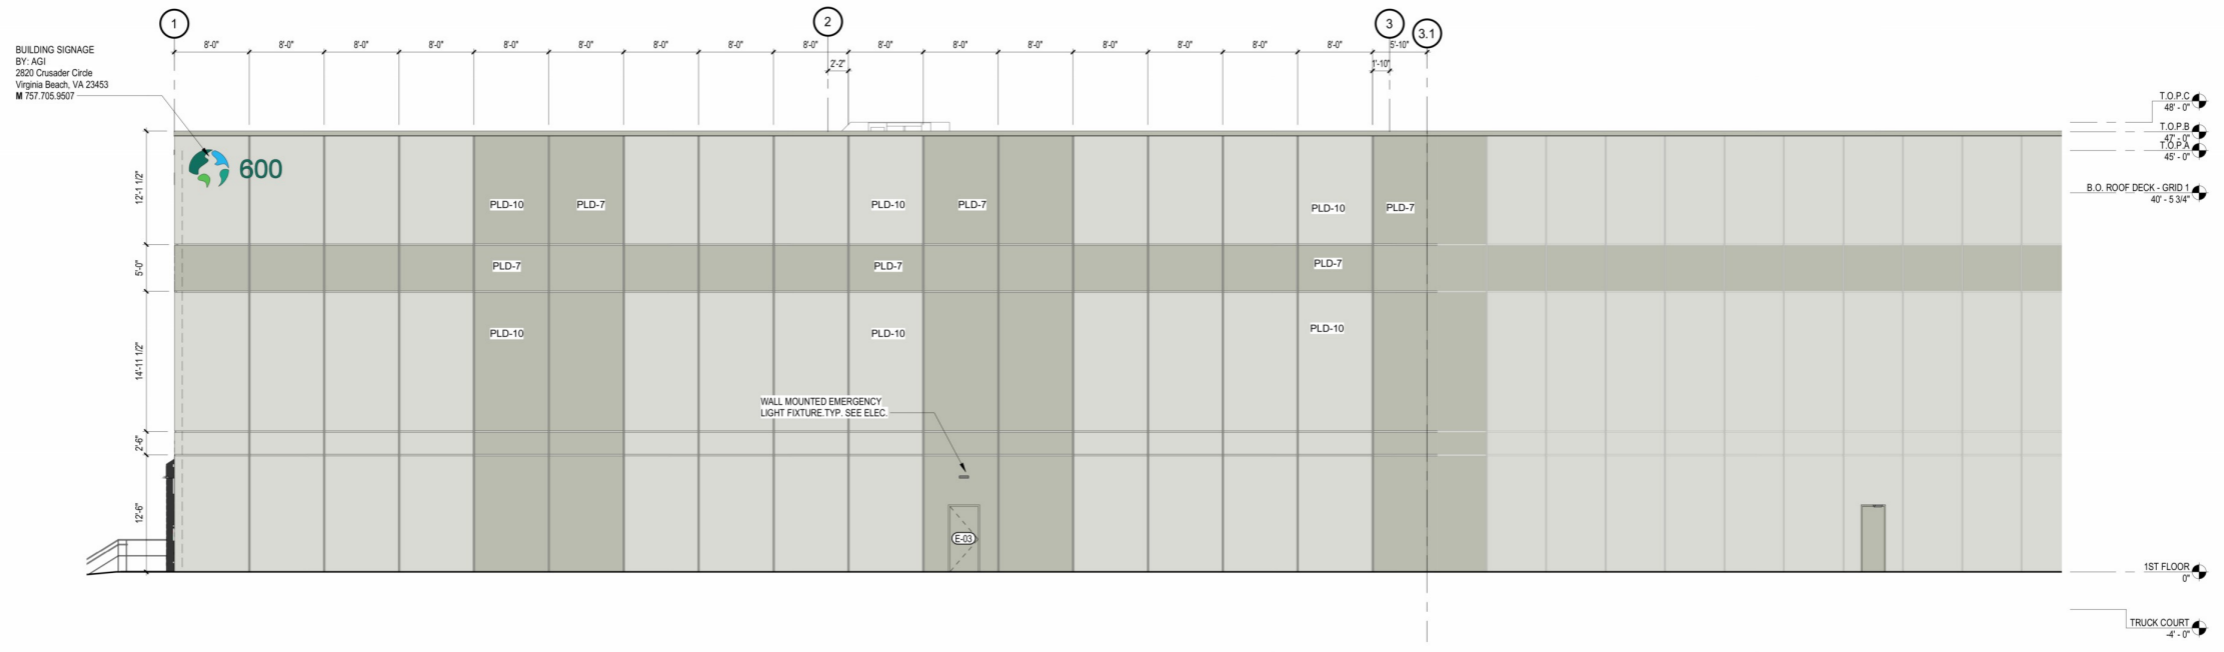 1
2
3
3.1
8'-0" 8'-0" 8'-0" 8'-0" 8'-0" 8'-0" 8'-0" 8'-0" 8'-0" 8'-0" 8'-0" 8'-0" 8'-0" 8'-0" 8'-0" 8'-0" 5'-10"
2'-2"
1'-10"
BUILDING SIGNAGE
BY: AGI
2820 Crusader Circle
Virginia Beach, VA 23453
M 757.705.9507
T.O.P.C
48' - 0"
T.O.P.B
47' - 0"
T.O.P.A
45' - 0"
B.O. ROOF DECK - GRID 1
40' - 5 3/4"
600
12'-1 1/2"
PLD-10 PLD-7 PLD-10 PLD-7 PLD-10 PLD-7
5'-0"
PLD-7 PLD-7 PLD-7
PLD-10 PLD-10 PLD-10
14'-11 1/2"
WALL MOUNTED EMERGENCY
LIGHT FIXTURE.TYP. SEE ELEC.
2'-6"
12'-6"
E-03
1ST FLOOR
0"
TRUCK COURT
-4' - 0"